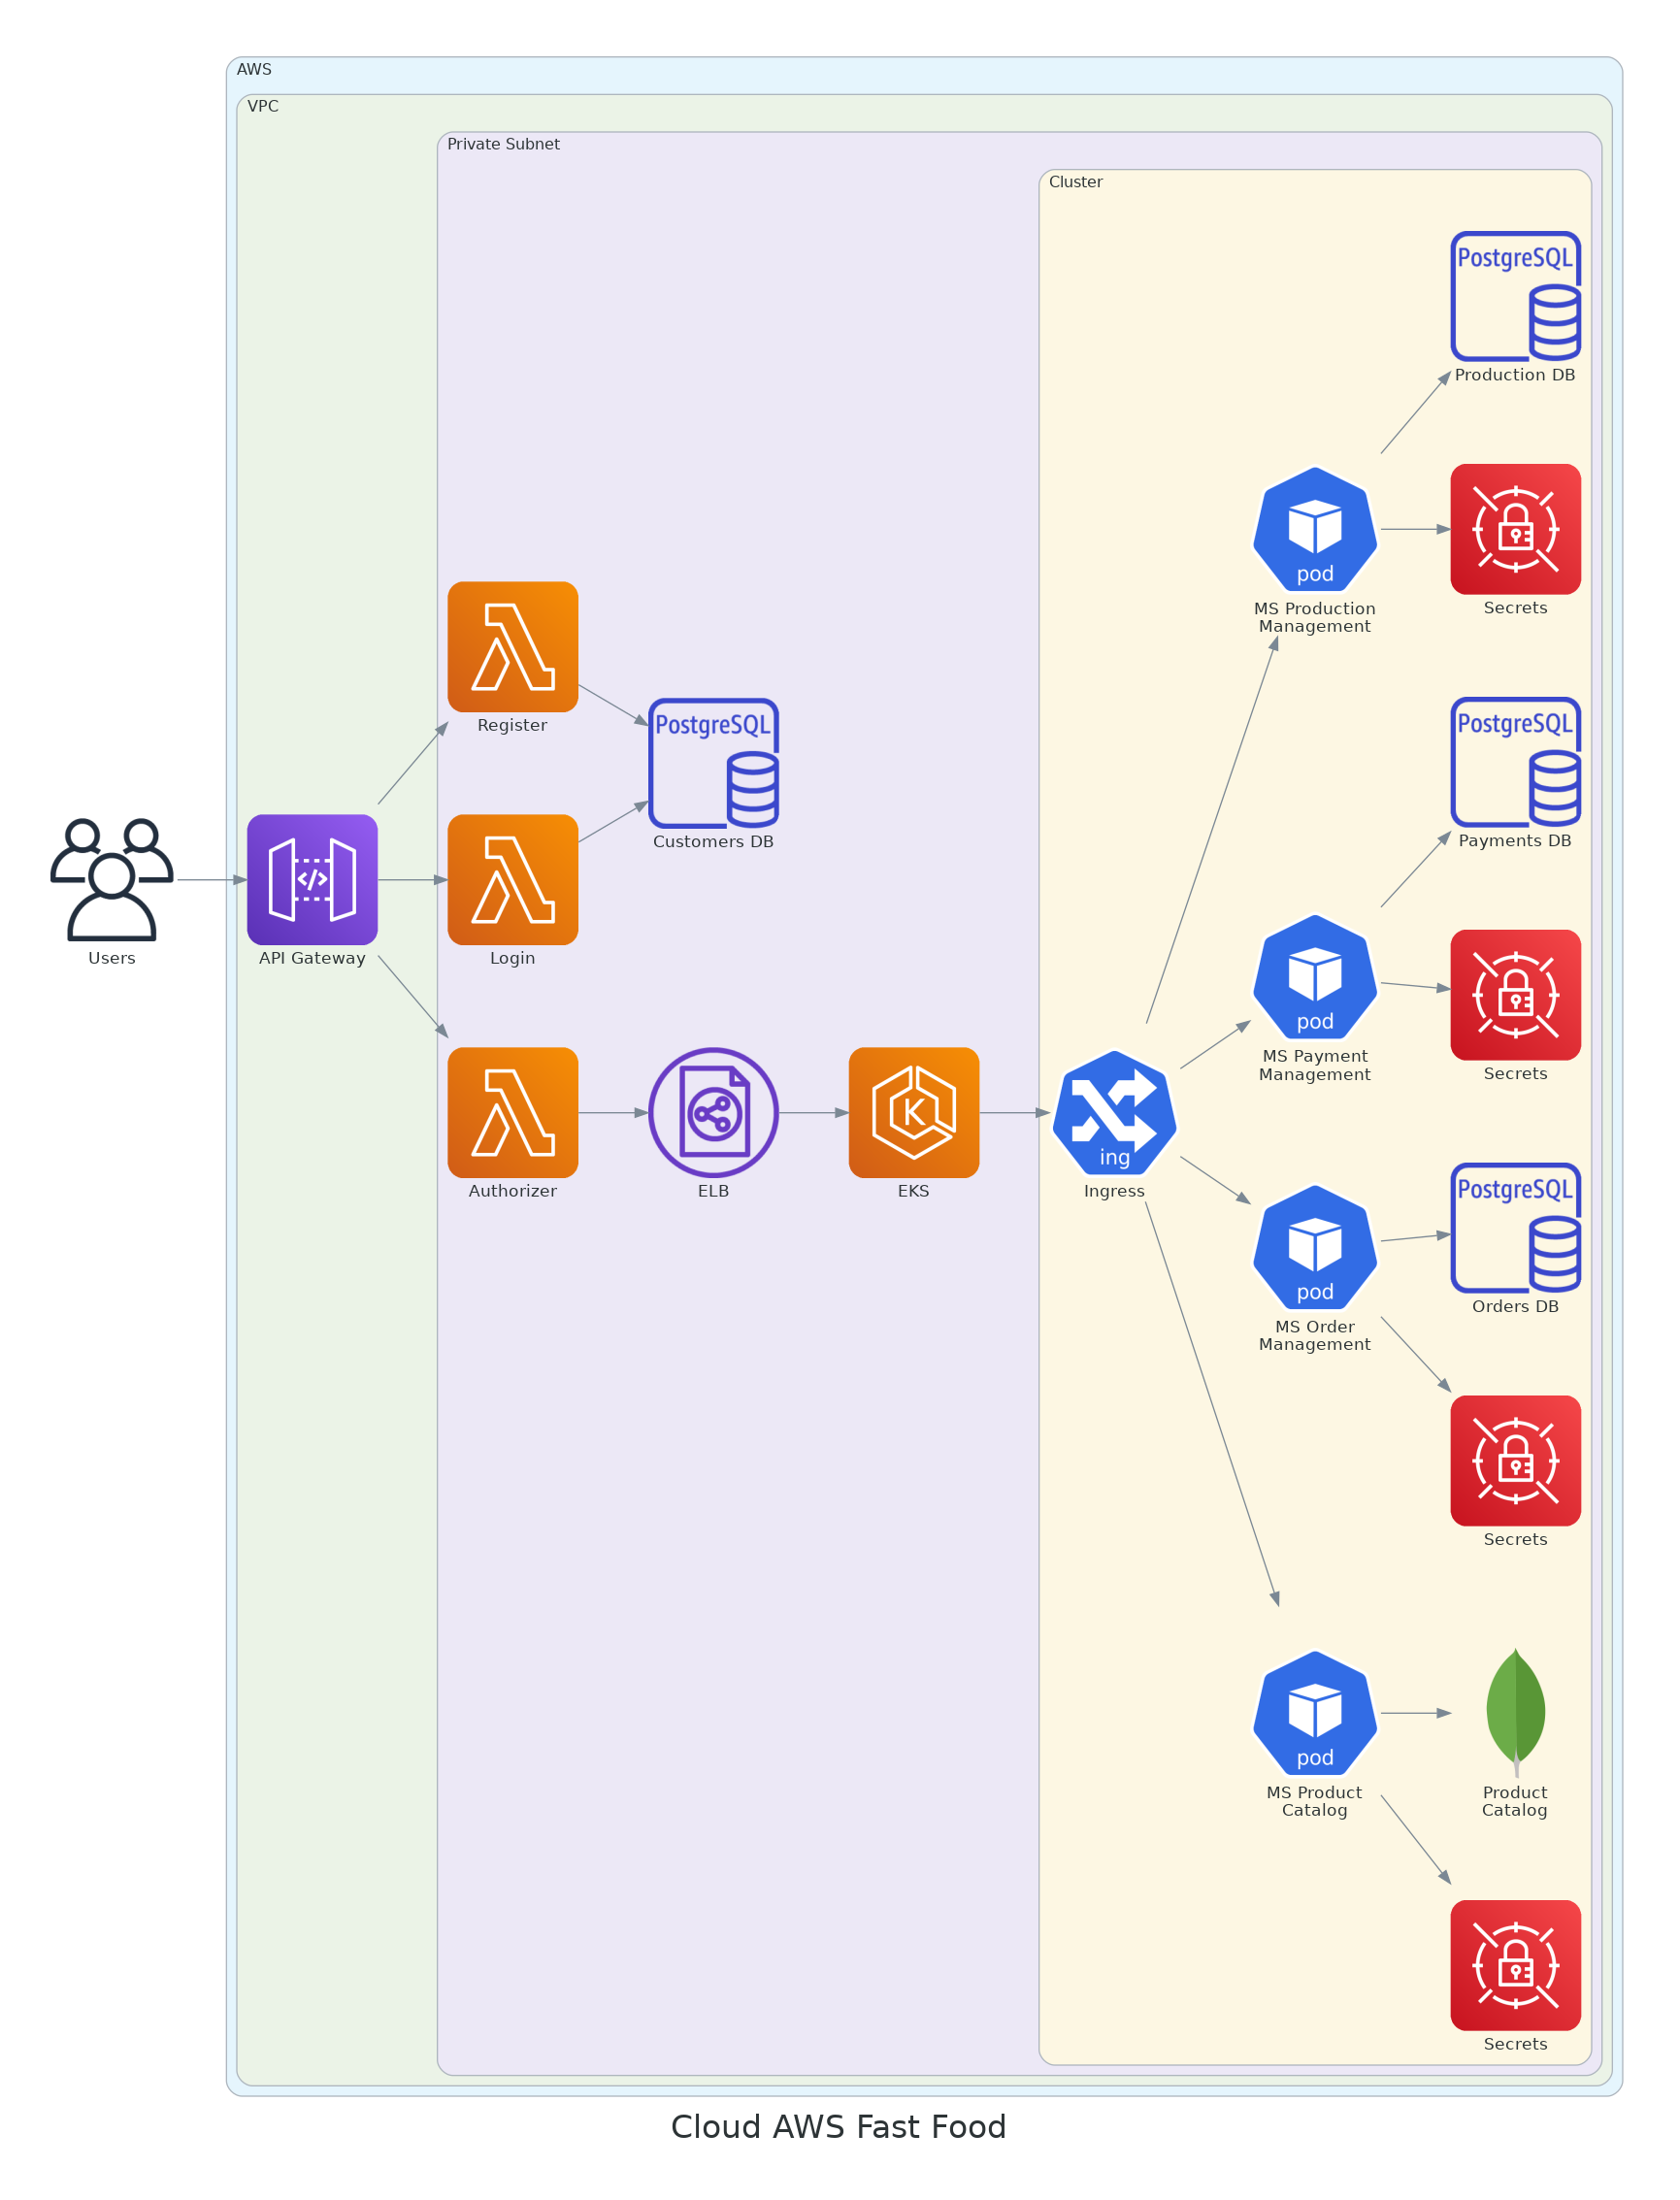 AWS
VPC
Private Subnet
Cluster
PostgreSQL
Production DB
pod
MS Production
Management
Secrets
Register
PostgreSQL
Customers DB
PostgreSQL
Payments DB
Users
</>
API Gateway
Login
pod
MS Payment
Management
Secrets
Authorizer
ELB
K
EKS
ing
Ingress
PostgreSQL
Orders DB
pod
MS Order
Management
Secrets
pod
MS Product
Catalog
Product
Catalog
Secrets
Cloud AWS Fast Food